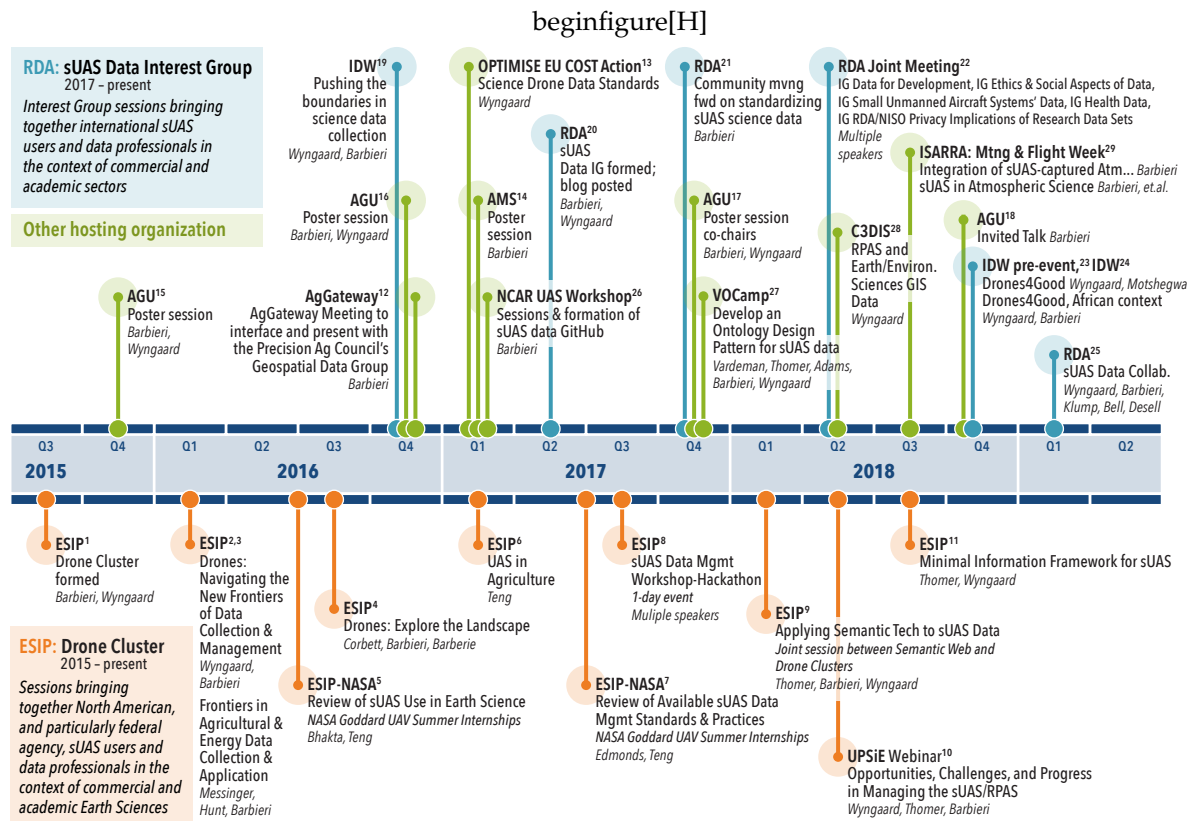 beginfigure[H]
RDA: sUAS Data Interest Group
2017 – present
Interest Group sessions bringing
together international sUAS
users and data professionals in
the context of commercial and
academic sectors
Other hosting organization
AGU15
Poster session
Barbieri,
Wyngaard
IDW19
Pushing the
boundaries in
science data
collection
Wyngaard, Barbieri
AGU16
Poster session
Barbieri, Wyngaard
AgGateway12
AgGateway Meeting to
interface and present with
the Precision Ag Council's
Geospatial Data Group
Barbieri
OPTIMISE EU COST Action13
Science Drone Data Standards
Wyngaard
AMS14
Poster
session
Barbieri
NCAR UAS Workshop26
Sessions & formation of
sUAS data GitHub
Barbieri
RDA20
sUAS
Data IG formed;
blog posted
Barbieri,
Wyngaard
RDA21
Community mvng
fwd on standardizing
sUAS science data
Barbieri
AGU17
Poster session
co-chairs
Barbieri, Wyngaard
VOCamp27
Develop an
Ontology Design
Pattern for sUAS data
Vardeman, Thomer, Adams,
Barbieri, Wyngaard
RDA Joint Meeting22
IG Data for Development, IG Ethics & Social Aspects of Data,
IG Small Unmanned Aircraft Systems' Data, IG Health Data,
IG RDA/NISO Privacy Implications of Research Data Sets
Multiple
speakers
C3DIS28
RPAS and
Earth/Environ.
Sciences GIS
Data
Wyngaard
ISARRA: Mtng & Flight Week29
Integration of sUAS-captured Atm... Barbieri
sUAS in Atmospheric Science Barbieri, et.al.
AGU18
Invited Talk Barbieri
IDW pre-event,23 IDW24
Drones4Good Wyngaard, Motshegwa
Drones4Good, African context
Wyngaard, Barbieri
RDA25
sUAS Data Collab.
Wyngaard, Barbieri,
Klump, Bell, Desell
Q3 Q4 Q1 Q2 Q3 Q4 Q1 Q2 Q3 Q4 Q1 Q2 Q3 Q4 Q1 Q2
2015 2016 2017 2018
ESIP1
Drone Cluster
formed
Barbieri, Wyngaard
ESIP: Drone Cluster
2015 – present
Sessions bringing
together North American,
and particularly federal
agency, sUAS users and
data professionals in the
context of commercial and
academic Earth Sciences
ESIP2,3
Drones:
Navigating the
New Frontiers
of Data
Collection &
Management
Wyngaard,
Barbieri
Frontiers in
Agricultural &
Energy Data
Collection &
Application
Messinger,
Hunt, Barbieri
ESIP4
Drones: Explore the Landscape
Corbett, Barbieri, Barberie
ESIP-NASA5
Review of sUAS Use in Earth Science
NASA Goddard UAV Summer Internships
Bhakta, Teng
ESIP6
UAS in
Agriculture
Teng
ESIP8
sUAS Data Mgmt
Workshop-Hackathon
1-day event
Muliple speakers
ESIP-NASA7
Review of Available sUAS Data
Mgmt Standards & Practices
NASA Goddard UAV Summer Internships
Edmonds, Teng
ESIP9
Applying Semantic Tech to sUAS Data
Joint session between Semantic Web and
Drone Clusters
Thomer, Barbieri, Wyngaard
UPSiE Webinar10
Opportunities, Challenges, and Progress
in Managing the sUAS/RPAS
Wyngaard, Thomer, Barbieri
ESIP11
Minimal Information Framework for sUAS
Thomer, Wyngaard